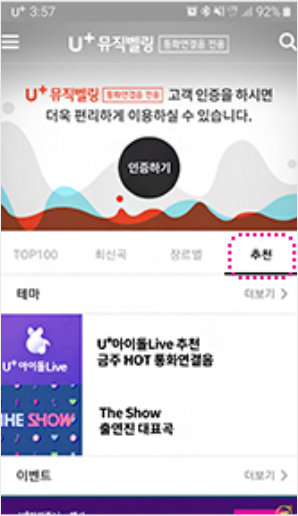 U+ 3:57 92%
U+ 뮤직벨링 통화연결음 전용
U+ 뮤직벨링 통화연결음 전용 고객 인증을 하시면
더욱 편리하게 이용하실 수 있습니다.
인증하기
TOP100 최신곡 장르별 추천
테마 더보기
U+아이돌Live
U+아이돌Live 추천
금주 HOT 통화연결음
THE SHOW
The Show
출연진 대표곡
이벤트 더보기